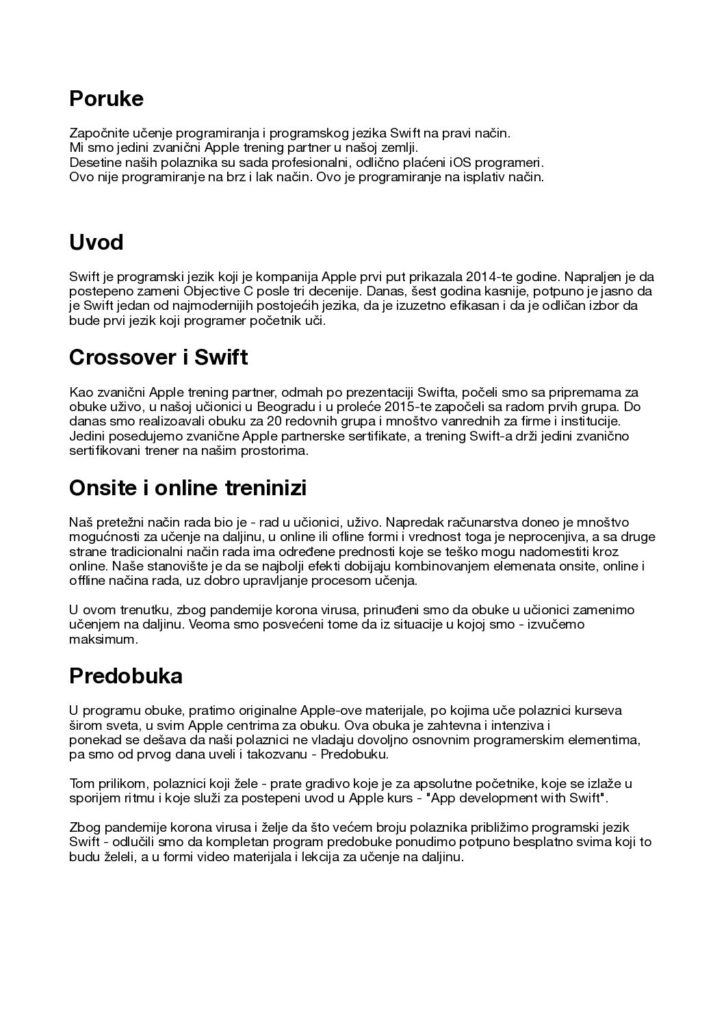 Poruke
Započnite učenje programiranja i programskog jezika Swift na pravi način.
Mi smo jedini zvanični Apple trening partner u našoj zemlji.
Desetine naših polaznika su sada profesionalni, odlično plaćeni iOS programeri.
Ovo nije programiranje na brz i lak način. Ovo je programiranje na isplativ način.
Uvod
Swift je programski jezik koji je kompanija Apple prvi put prikazala 2014-te godine. Napraljen je da
postepeno zameni Objective C posle tri decenije. Danas, šest godina kasnije, potpuno je jasno da
je Swift jedan od najmodernijih postojećih jezika, da je izuzetno efikasan i da je odličan izbor da
bude prvi jezik koji programer početnik uči.
Crossover i Swift
Kao zvanični Apple trening partner, odmah po prezentaciji Swifta, počeli smo sa pripremama za
obuke uživo, u našoj učionici u Beogradu i u proleće 2015-te započeli sa radom prvih grupa. Do
danas smo realizoavali obuku za 20 redovnih grupa i mnoštvo vanrednih za firme i institucije.
Jedini posedujemo zvanične Apple partnerske sertifikate, a trening Swift-a drži jedini zvanično
sertifikovani trener na našim prostorima.
Onsite i online treninizi
Naš pretežni način rada bio je - rad u učionici, uživo. Napredak računarstva doneo je mnoštvo
mogućnosti za učenje na daljinu, u online ili ofline formi i vrednost toga je neprocenjiva, a sa druge
strane tradicionalni način rada ima određene prednosti koje se teško mogu nadomestiti kroz
online. Naše stanovište je da se najbolji efekti dobijaju kombinovanjem elemenata onsite, online i
offline načina rada, uz dobro upravljanje procesom učenja.
U ovom trenutku, zbog pandemije korona virusa, prinuđeni smo da obuke u učionici zamenimo
učenjem na daljinu. Veoma smo posvećeni tome da iz situacije u kojoj smo - izvučemo
maksimum.
Predobuka
U programu obuke, pratimo originalne Apple-ove materijale, po kojima uče polaznici kurseva
širom sveta, u svim Apple centrima za obuku. Ova obuka je zahtevna i intenziva i
ponekad se dešava da naši polaznici ne vladaju dovoljno osnovnim programerskim elementima,
pa smo od prvog dana uveli i takozvanu - Predobuku.
Tom prilikom, polaznici koji žele - prate gradivo koje je za apsolutne početnike, koje se izlaže u
sporijem ritmu i koje služi za postepeni uvod u Apple kurs - "App development with Swift".
Zbog pandemije korona virusa i želje da što većem broju polaznika približimo programski jezik
Swift - odlučili smo da kompletan program predobuke ponudimo potpuno besplatno svima koji to
budu želeli, a u formi video materijala i lekcija za učenje na daljinu.